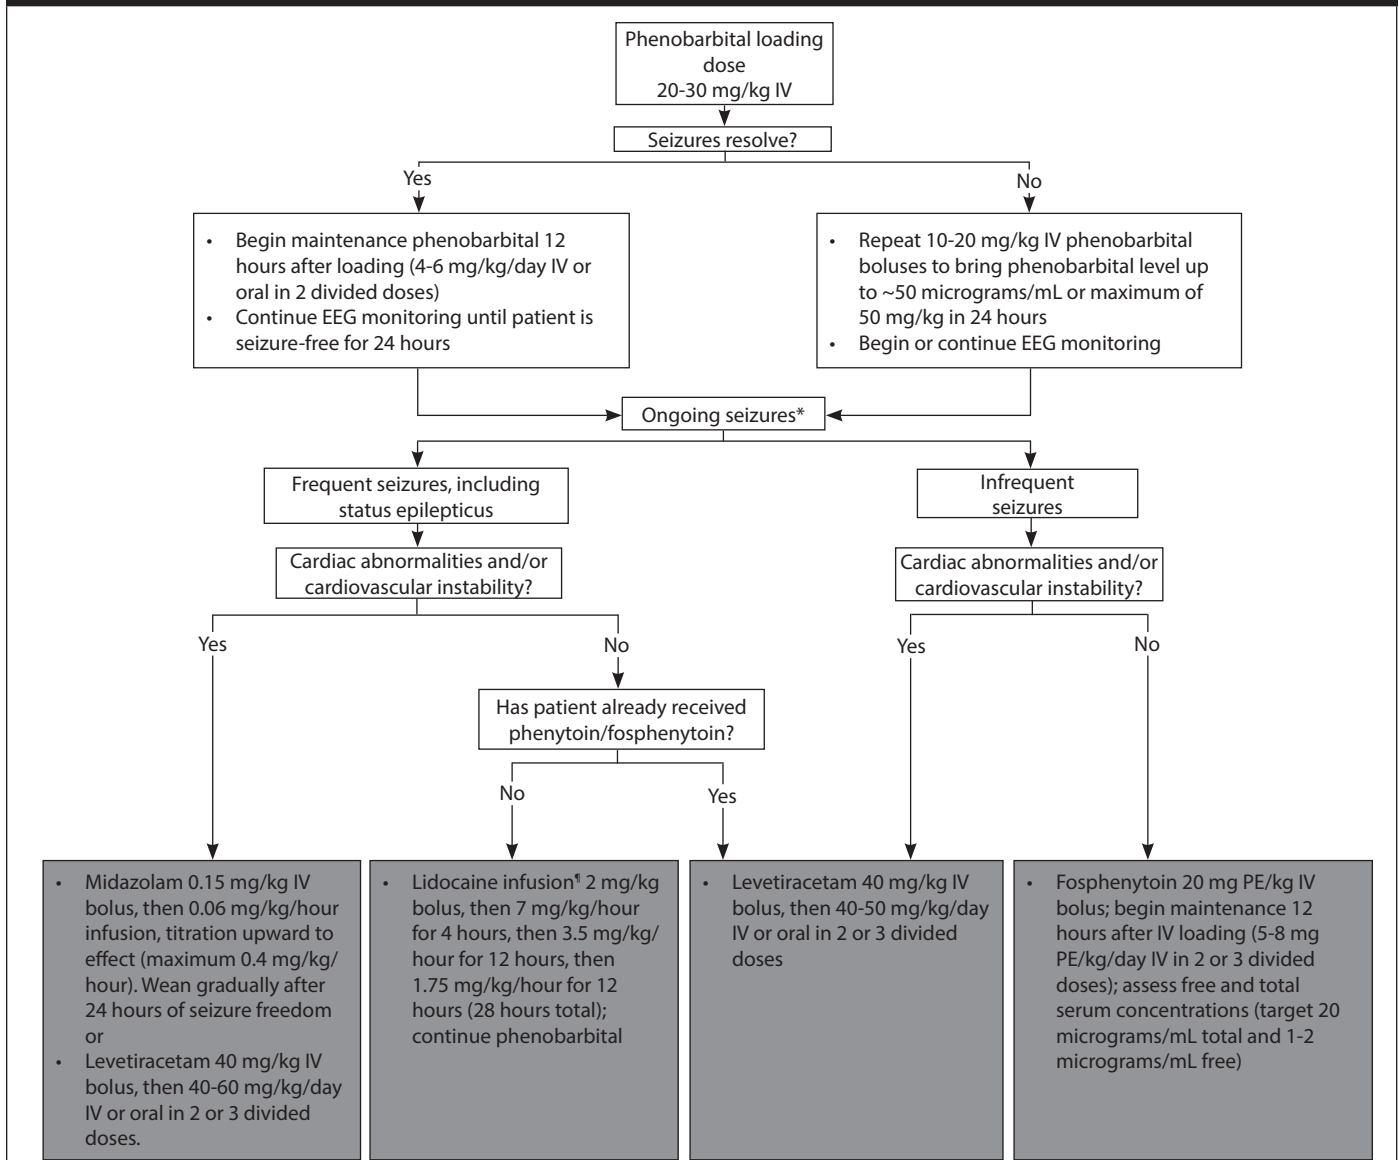 Phenobarbital loading
dose
20-30 mg/kg IV
Seizures resolve?
Yes
No
• Begin maintenance phenobarbital 12
hours after loading (4-6 mg/kg/day IV or
oral in 2 divided doses)
• Continue EEG monitoring until patient is
seizure-free for 24 hours
• Repeat 10-20 mg/kg IV phenobarbital
boluses to bring phenobarbital level up
to ~50 micrograms/mL or maximum of
50 mg/kg in 24 hours
• Begin or continue EEG monitoring
Ongoing seizures*
Frequent seizures, including
status epilepticus
Infrequent
seizures
Cardiac abnormalities and/or
cardiovascular instability?
Cardiac abnormalities and/or
cardiovascular instability?
Yes
No
Yes
No
Has patient already received
phenytoin/fosphenytoin?
No
Yes
• Midazolam 0.15 mg/kg IV
bolus, then 0.06 mg/kg/hour
infusion, titration upward to
effect (maximum 0.4 mg/kg/
hour). Wean gradually after
24 hours of seizure freedom
or
• Levetiracetam 40 mg/kg IV
bolus, then 40-60 mg/kg/day
IV or oral in 2 or 3 divided
doses.
• Lidocaine infusion¶ 2 mg/kg
bolus, then 7 mg/kg/hour
for 4 hours, then 3.5 mg/kg/
hour for 12 hours, then
1.75 mg/kg/hour for 12
hours (28 hours total);
continue phenobarbital
• Levetiracetam 40 mg/kg IV
bolus, then 40-50 mg/kg/day
IV or oral in 2 or 3 divided
doses
• Fosphenytoin 20 mg PE/kg IV
bolus; begin maintenance 12
hours after IV loading (5-8 mg
PE/kg/day IV in 2 or 3 divided
doses); assess free and total
serum concentrations (target 20
micrograms/mL total and 1-2
micrograms/mL free)